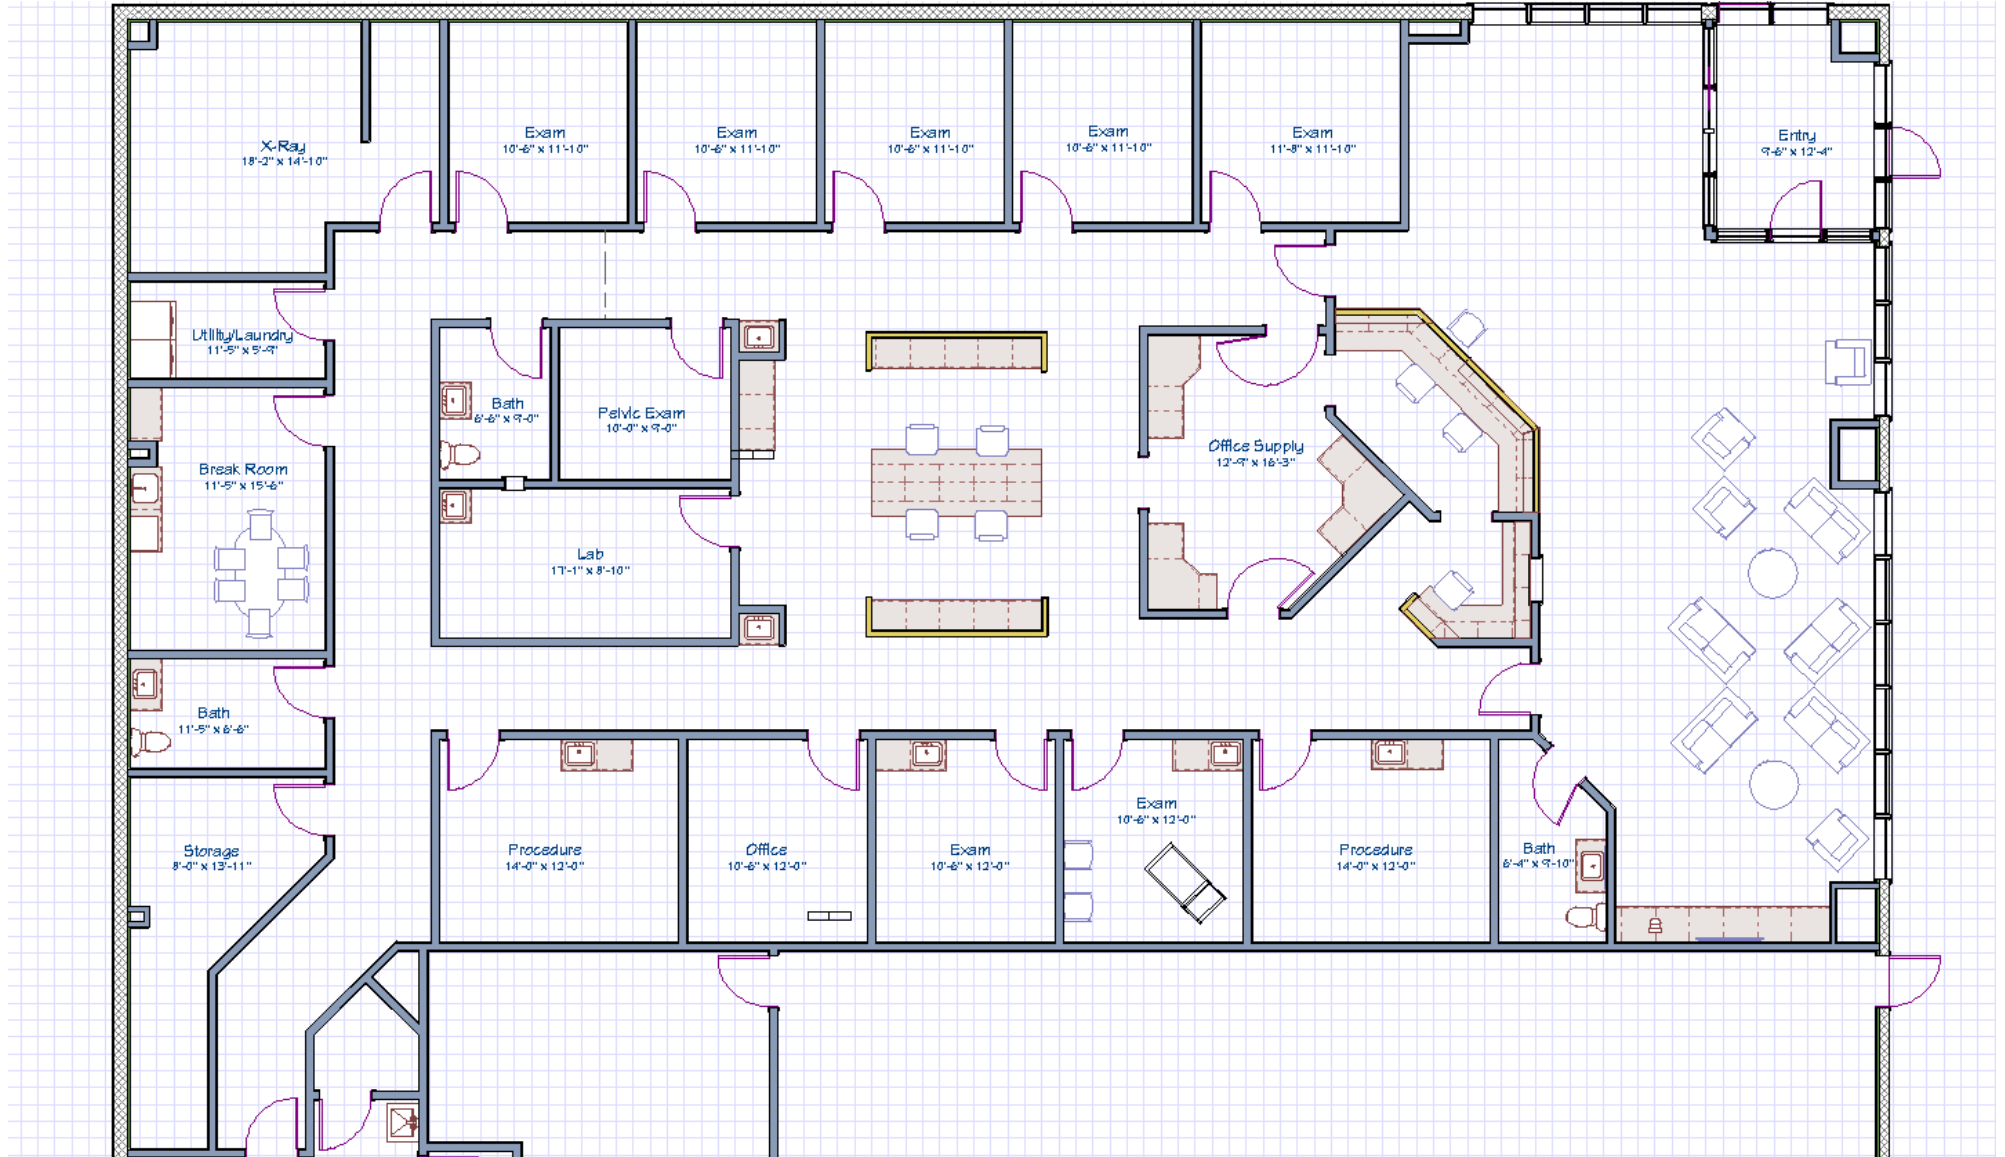 X-Ray
18'-2" x 14'-10"
Exam
10'-6" x 11'-10"
Exam
10'-6" x 11'-10"
Exam
10'-6" x 11'-10"
Exam
10'-6" x 11'-10"
Exam
11'-8" x 11'-10"
Entry
9'-6" x 12'-4"
Utility/Laundry
11'-5" x 5'-9"
Bath
6'-6" x 9'-0"
Pelvic Exam
10'-0" x 9'-0"
Office Supply
12'-9" x 16'-3"
Break Room
11'-5" x 15'-6"
Lab
17'-1" x 8'-10"
Bath
11'-5" x 6'-6"
Storage
8'-0" x 13'-11"
Procedure
14'-0" x 12'-0"
Office
10'-6" x 12'-0"
Exam
10'-6" x 12'-0"
Exam
10'-6" x 12'-0"
Procedure
14'-0" x 12'-0"
Bath
6'-4" x 9'-10"